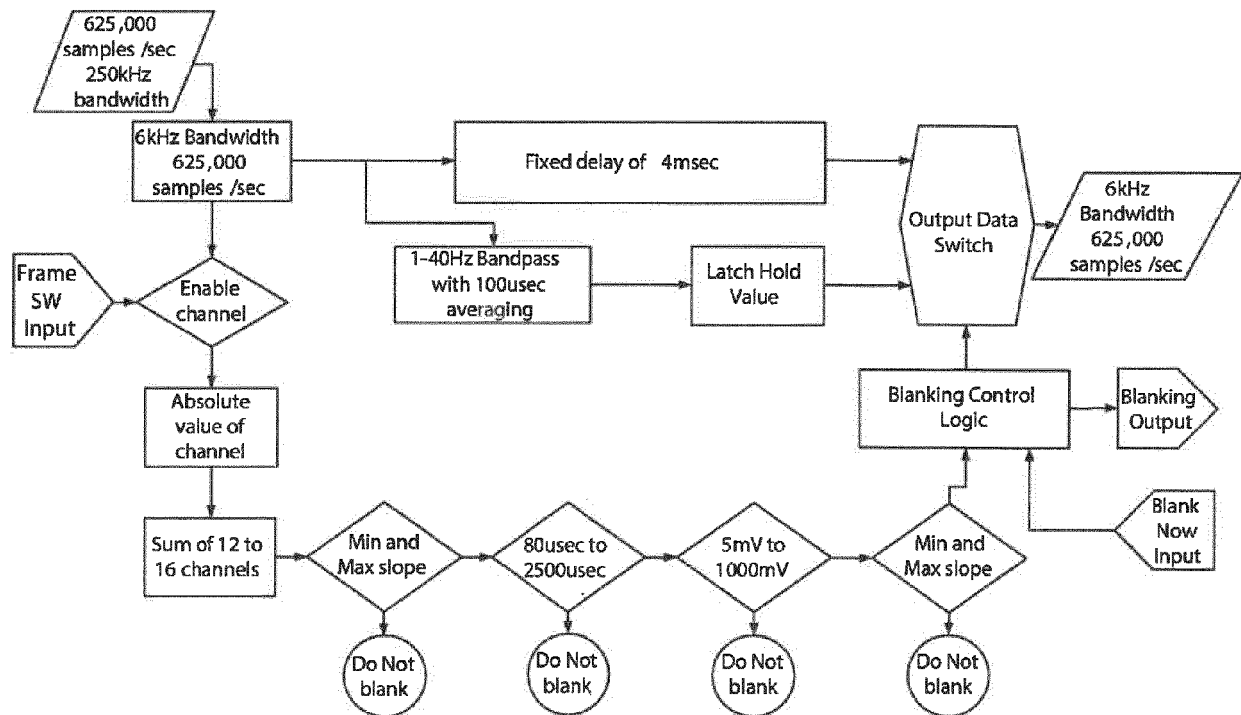 625,000
samples /sec
250kHz
bandwidth
6kHz Bandwidth
625,000
samples /sec
Fixed delay of 4msec
Output Data
Switch
6kHz
Bandwidth
625,000
samples /sec
1-40Hz Bandpass
with 100usec
averaging
Latch Hold
Value
Frame
SW
Input
Enable
channel
Absolute
value of
channel
Blanking Control
Logic
Blanking
Output
Sum of 12 to
16 channels
Min and
Max slope
80usec to
2500usec
5mV to
1000mV
Min and
Max slope
Blank
Now
Input
Do Not
blank
Do Not
blank
Do Not
blank
Do Not
blank